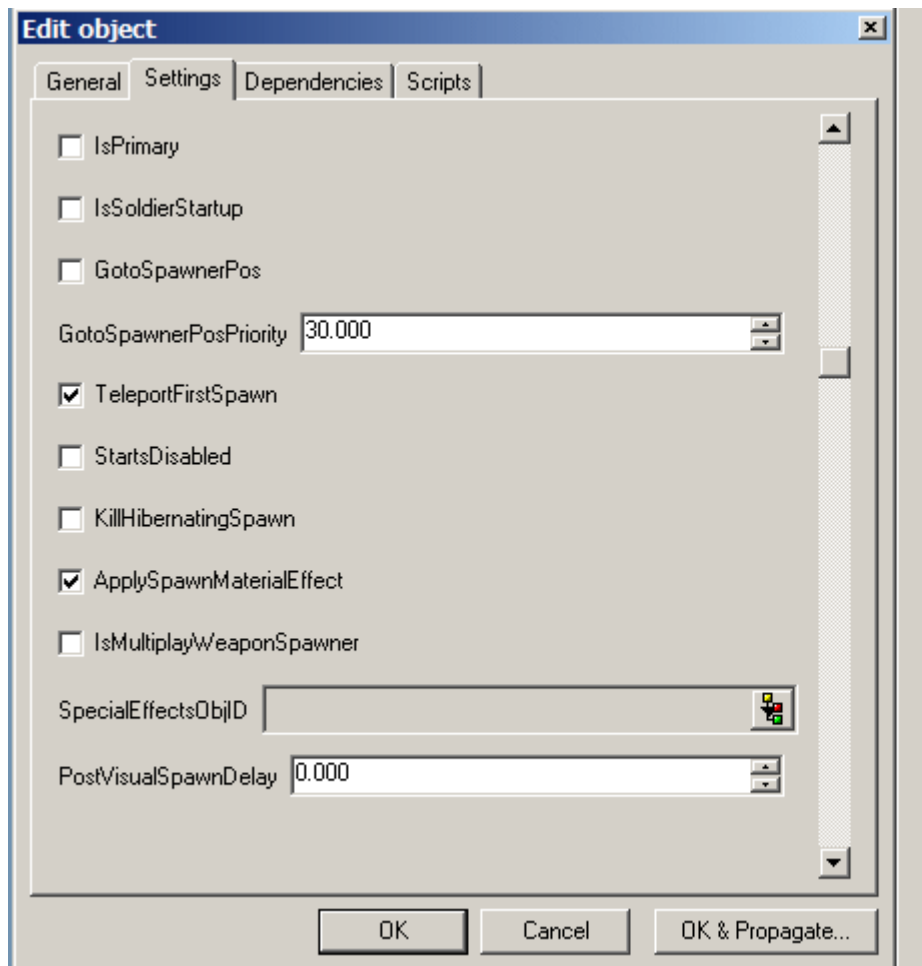 Edit object
General Settings Dependencies Scripts
IsPrimary
IsSoldierStartup
GotoSpawnerPos
GotoSpawnerPosPriority 30.000
TeleportFirstSpawn
StartsDisabled
KillHibernatingSpawn
ApplySpawnMaterialEffect
IsMultiplayWeaponSpawner
SpecialEffectsObjID
PostVisualSpawnDelay 0.000
OK Cancel OK & Propagate...